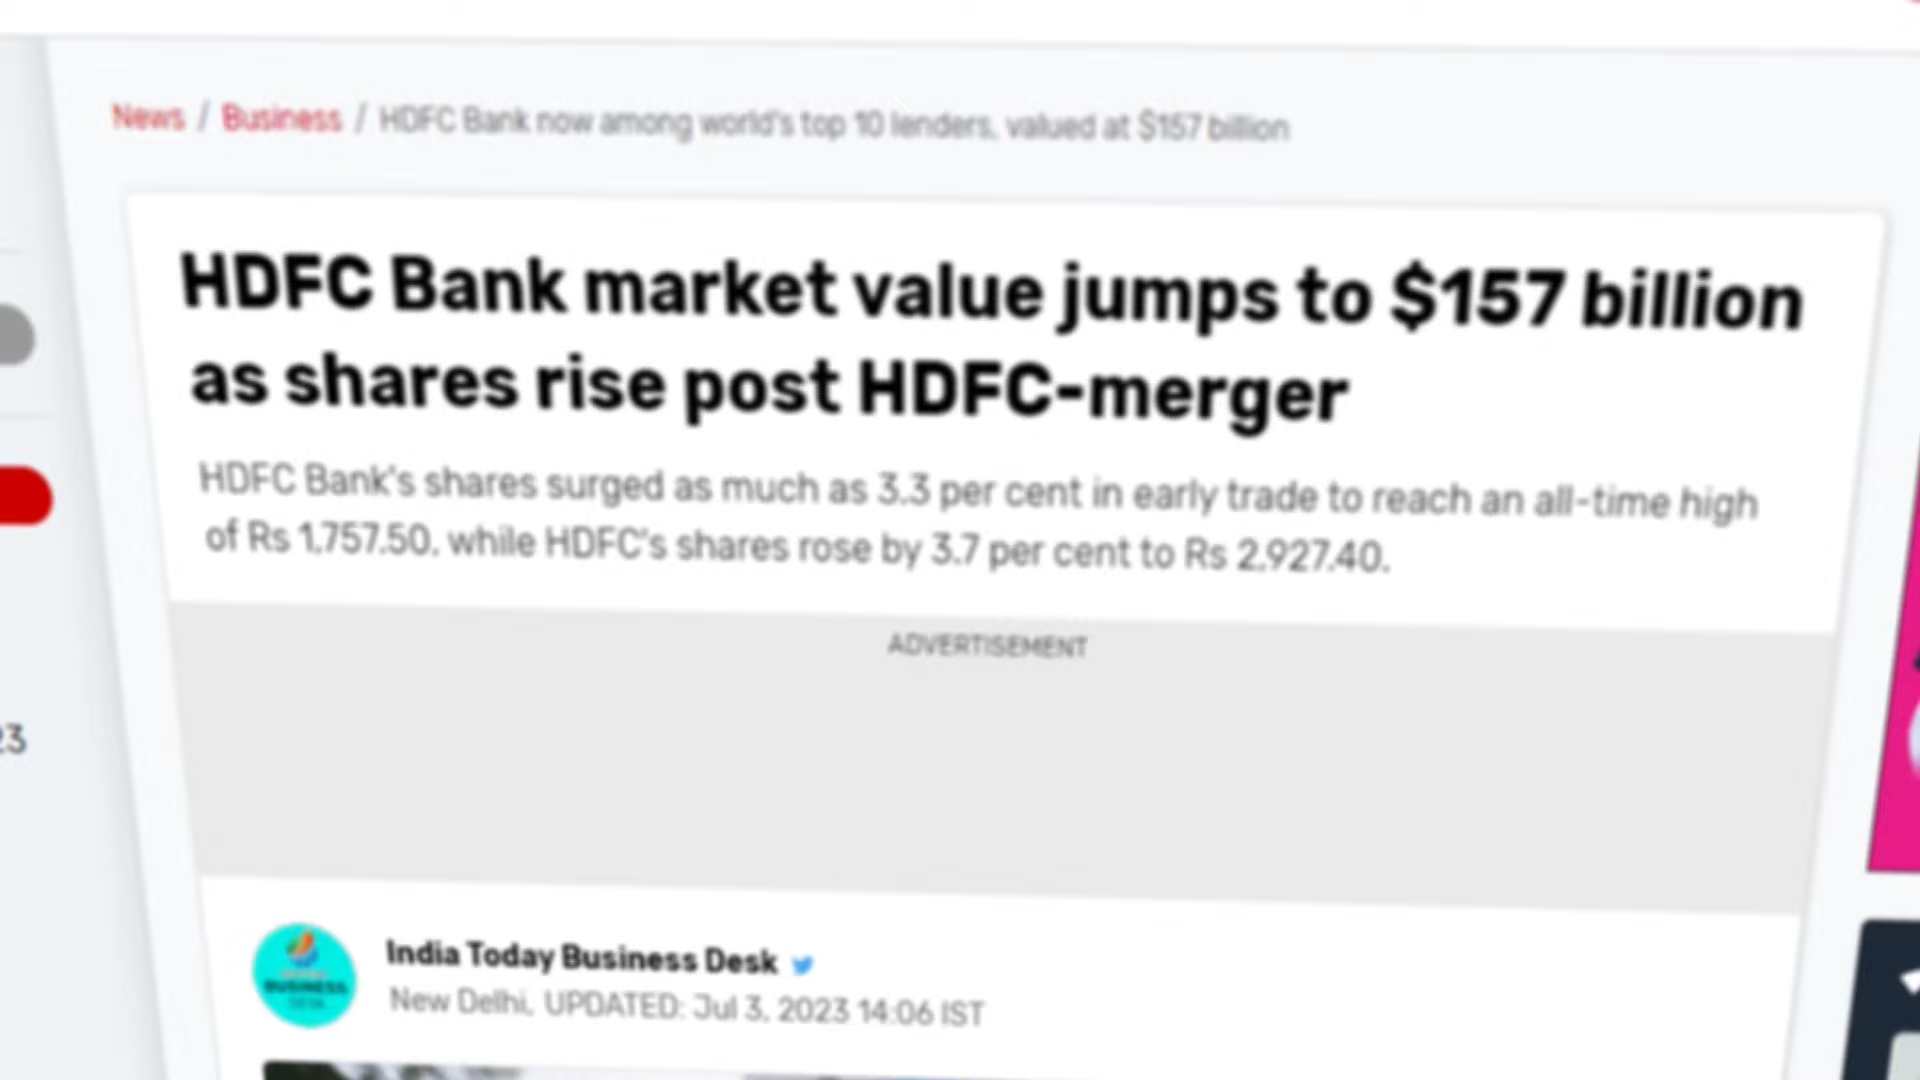 News / Business / HDFC Bank now among world's top 10 lenders, valued at $157 billion
HDFC Bank market value jumps to $157 billion
as shares rise post HDFC-merger
HDFC Bank's shares surged as much as 3.3 per cent in early trade to reach an all-time high
of Rs 1,757.50, while HDFC's shares rose by 3.7 per cent to Rs 2,927.40.
ADVERTISEMENT
23
India Today Business Desk
BUSINESS
New Delhi, UPDATED: Jul 3, 2023 14:06 IST